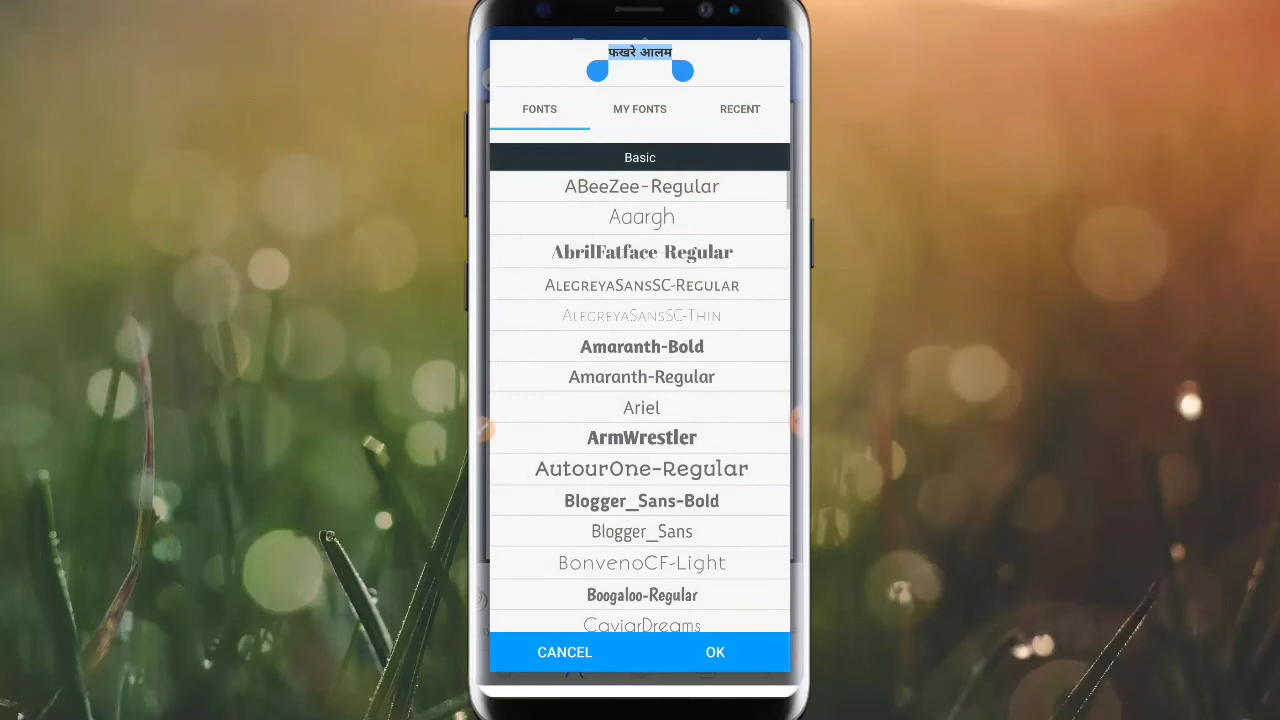 फखरे आलम
FONTS
MY FONTS
RECENT
Basic
ABeeZee-Regular
Aaargh
AbrilFatface-Regular
AlegreyaSansSC-Regular
AlegreyaSansSC-Thin
Amaranth-Bold
Amaranth-Regular
Ariel
ArmWrestler
AutourOne-Regular
Blogger_Sans-Bold
Blogger_Sans
BonvenoCF-Light
Boogaloo-Regular
CaviarDreams
CANCEL
OK